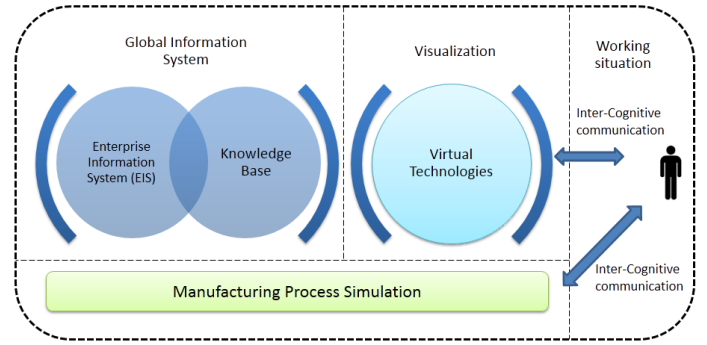 Global Information
System
Visualization
Working
situation
Enterprise
Information
System (EIS)
Knowledge
Base
Virtual
Technologies
Inter-Cognitive
communication
Inter-Cognitive
communication
Manufacturing Process Simulation